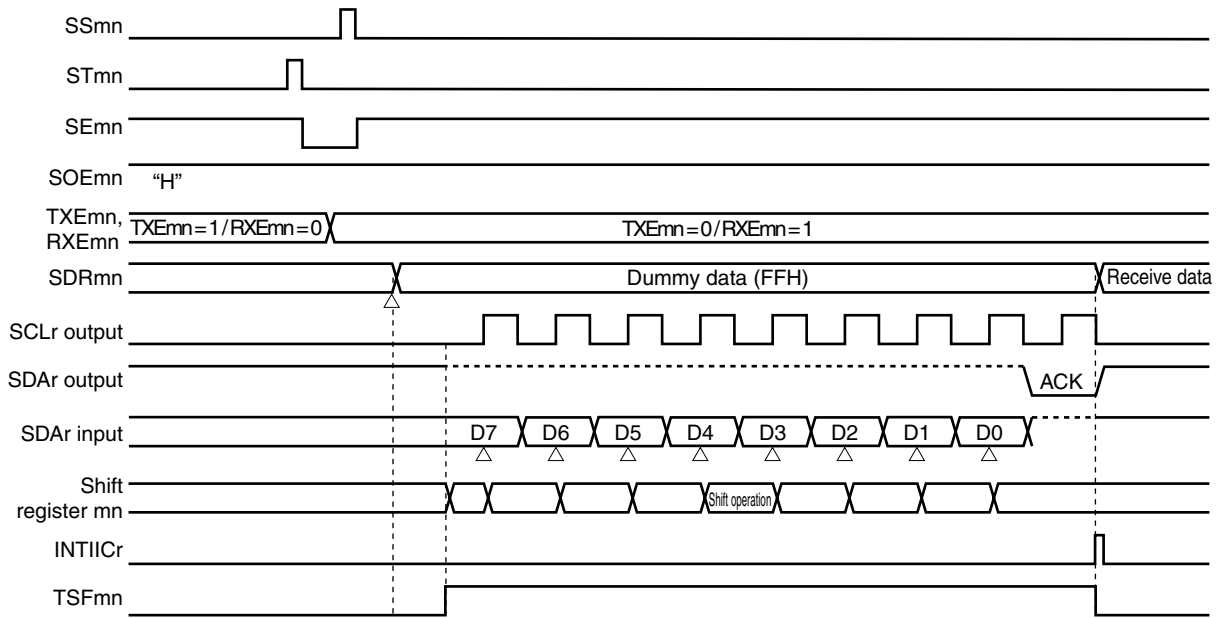 SSmn
STmn
SEmn
SOEmn "H"
TXEmn,
RXEmn
TXEmn=1/RXEmn=0 TXEmn=0/RXEmn=1
SDRmn Dummy data (FFH) Receive data
SCLr output
SDAr output ACK
SDAr input D7 D6 D5 D4 D3 D2 D1 D0
Shift
register mn
Shift operation
INTIICr
TSFmn